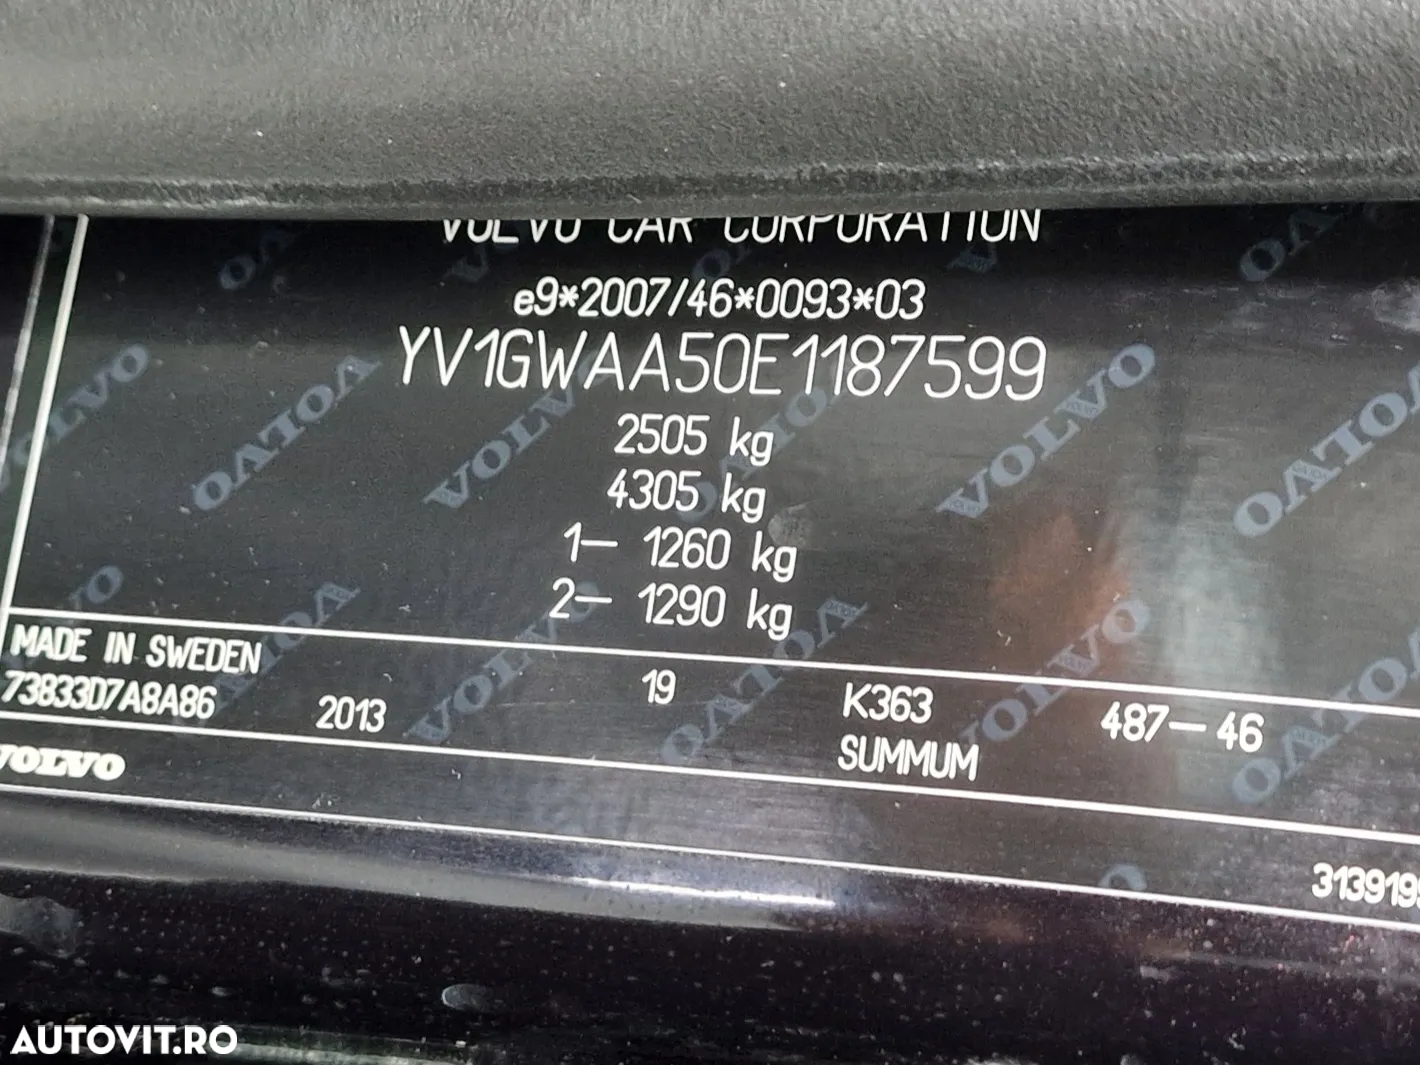 VOLVO CAR CORPORATION
e9*2007/46*0093*03
YV1GWAA50E1187599
2505 kg
4305 kg
1- 1260 kg
2- 1290 kg
MADE IN SWEDEN
73833D7A8A86 2013 19 K363 487-46
SUMMUM
VOLVO
3139195
AUTOVIT.RO